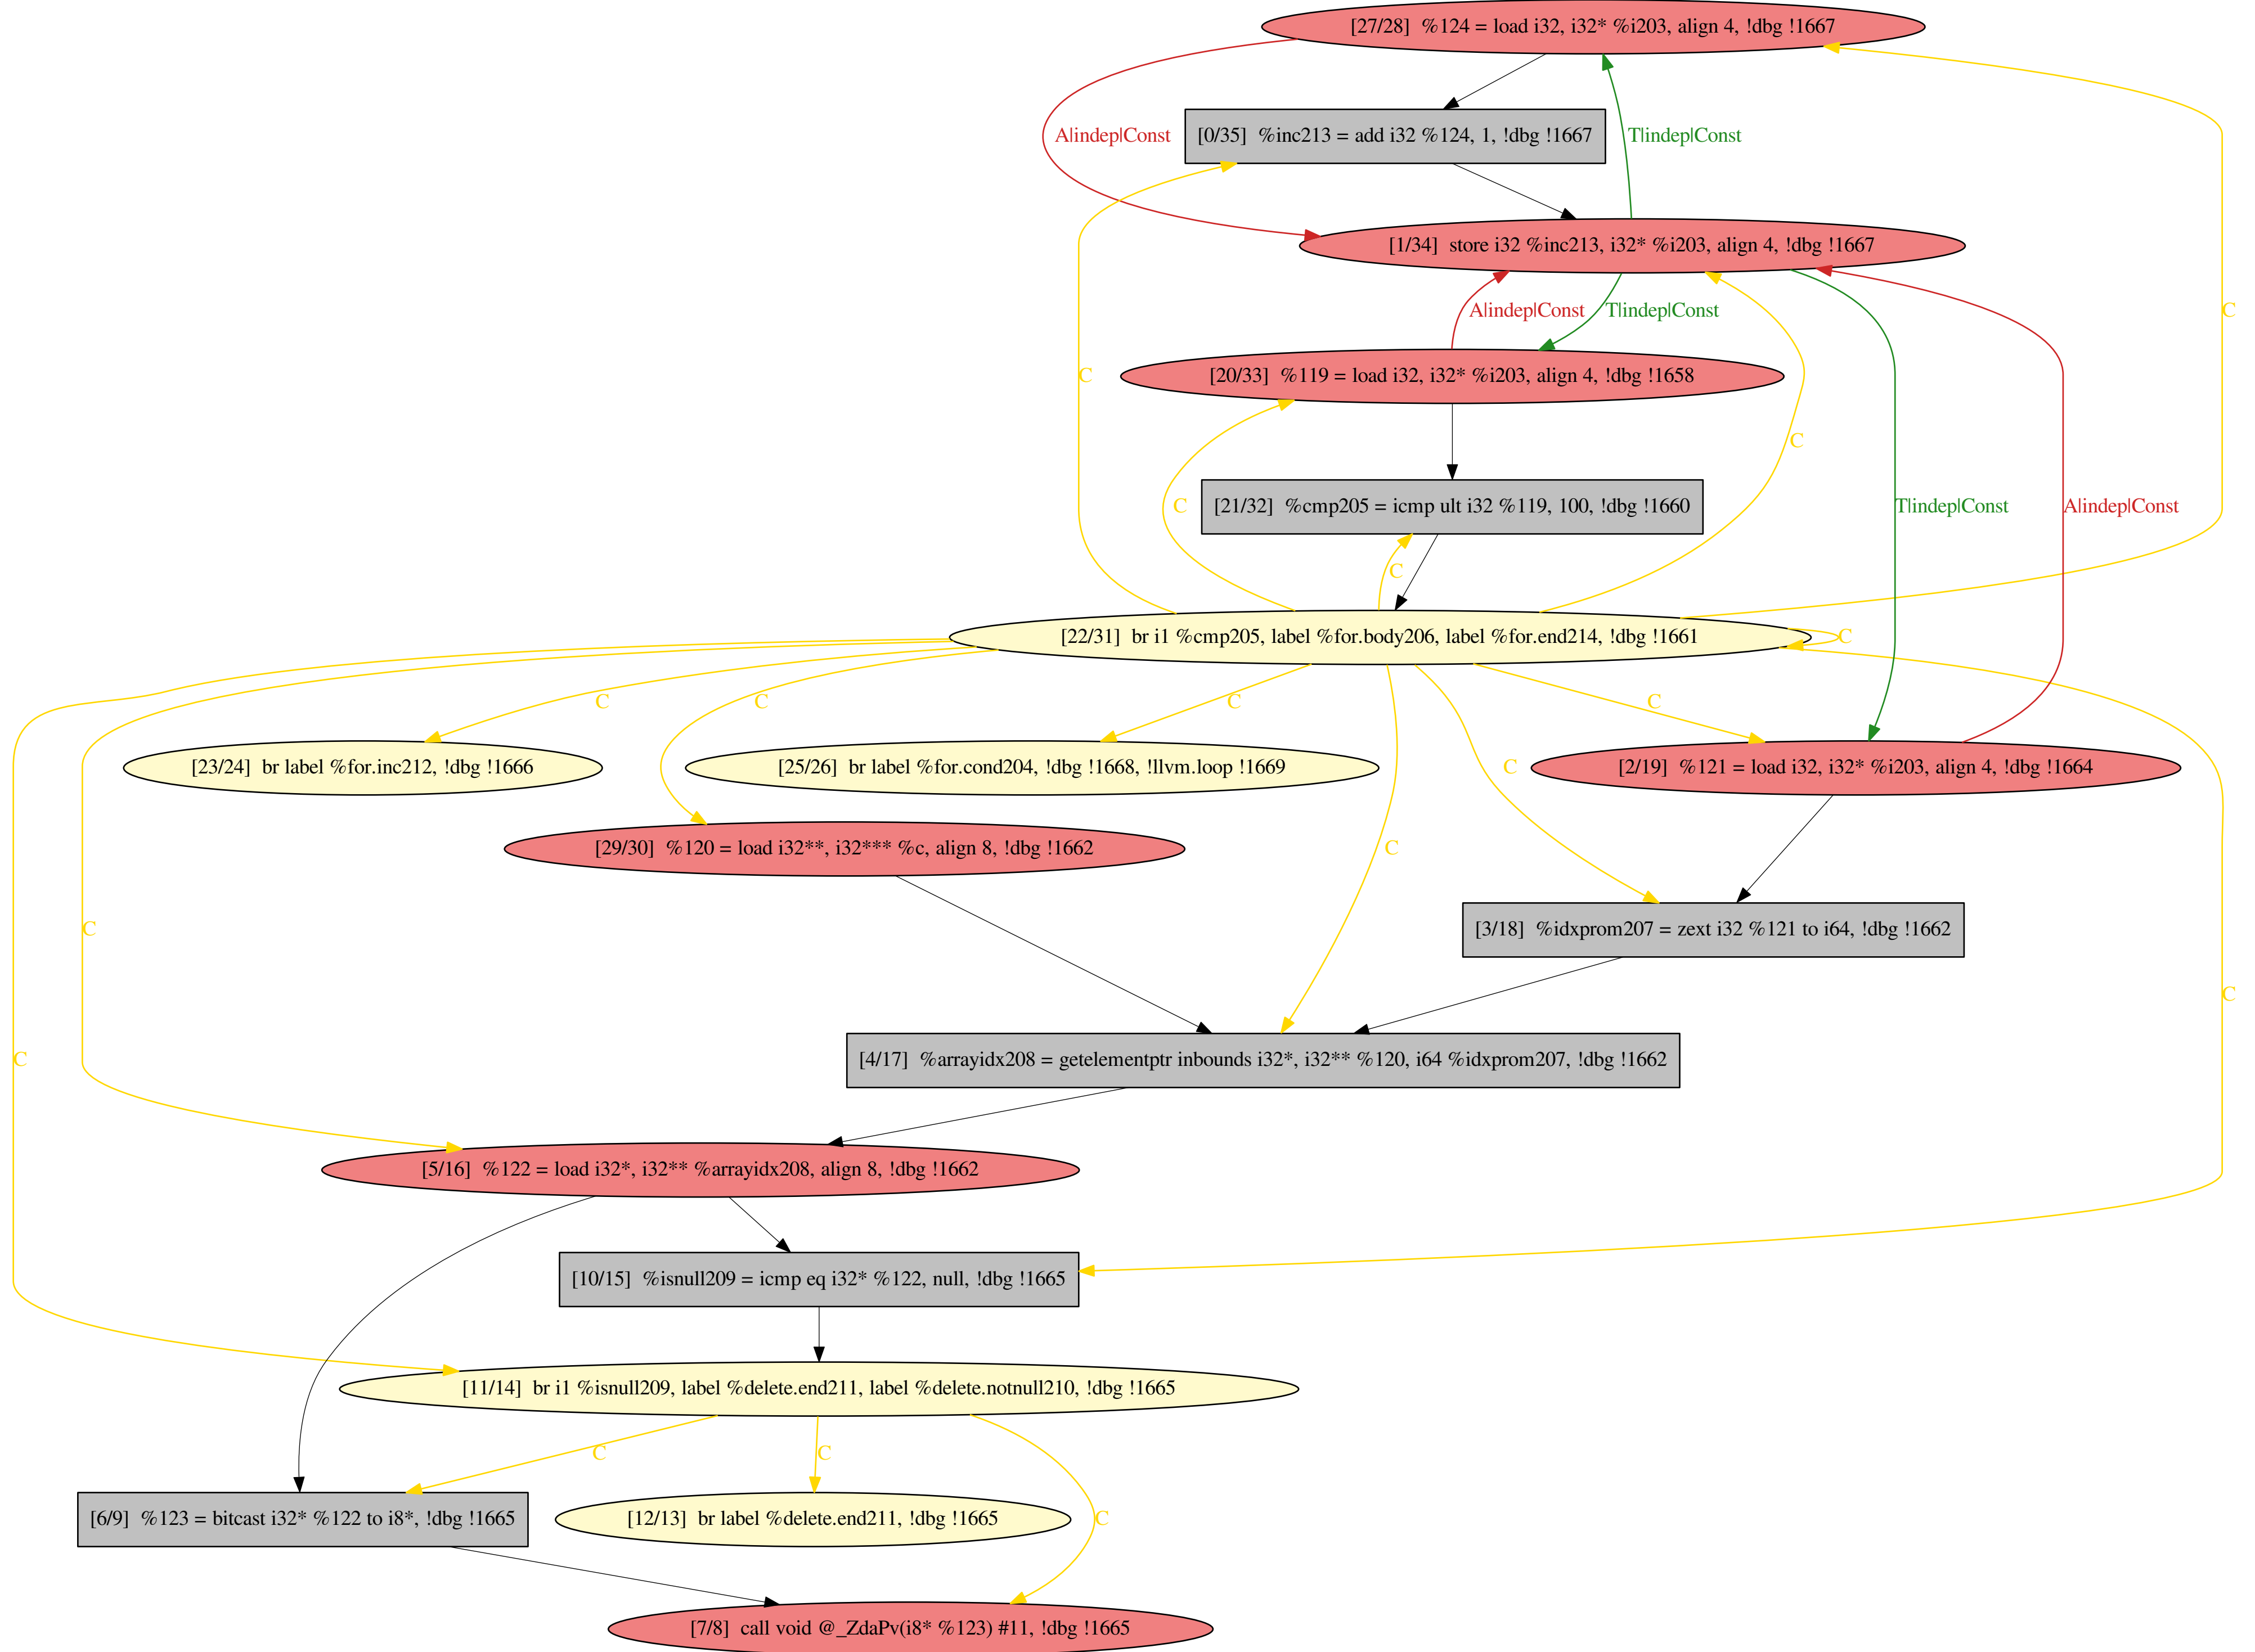 [27/28]  %124 = load i32, i32* %i203, align 4, !dbg !1667
A|indep|Const
[0/35]  %inc213 = add i32 %124, 1, !dbg !1667
T|indep|Const
[1/34]  store i32 %inc213, i32* %i203, align 4, !dbg !1667
A|indep|Const
T|indep|Const
C
C
[20/33]  %119 = load i32, i32* %i203, align 4, !dbg !1658
C
C
[21/32]  %cmp205 = icmp ult i32 %119, 100, !dbg !1660
T|indep|Const
A|indep|Const
C
[22/31]  br i1 %cmp205, label %for.body206, label %for.end214, !dbg !1661
C
C
C
C
C
[23/24]  br label %for.inc212, !dbg !1666
[25/26]  br label %for.cond204, !dbg !1668, !llvm.loop !1669
C
[2/19]  %121 = load i32, i32* %i203, align 4, !dbg !1664
[29/30]  %120 = load i32**, i32*** %c, align 8, !dbg !1662
C
C
[3/18]  %idxprom207 = zext i32 %121 to i64, !dbg !1662
C
C
[4/17]  %arrayidx208 = getelementptr inbounds i32*, i32** %120, i64 %idxprom207, !dbg !1662
[5/16]  %122 = load i32*, i32** %arrayidx208, align 8, !dbg !1662
[10/15]  %isnull209 = icmp eq i32* %122, null, !dbg !1665
[11/14]  br i1 %isnull209, label %delete.end211, label %delete.notnull210, !dbg !1665
C
C
[6/9]  %123 = bitcast i32* %122 to i8*, !dbg !1665
[12/13]  br label %delete.end211, !dbg !1665
C
[7/8]  call void @_ZdaPv(i8* %123) #11, !dbg !1665